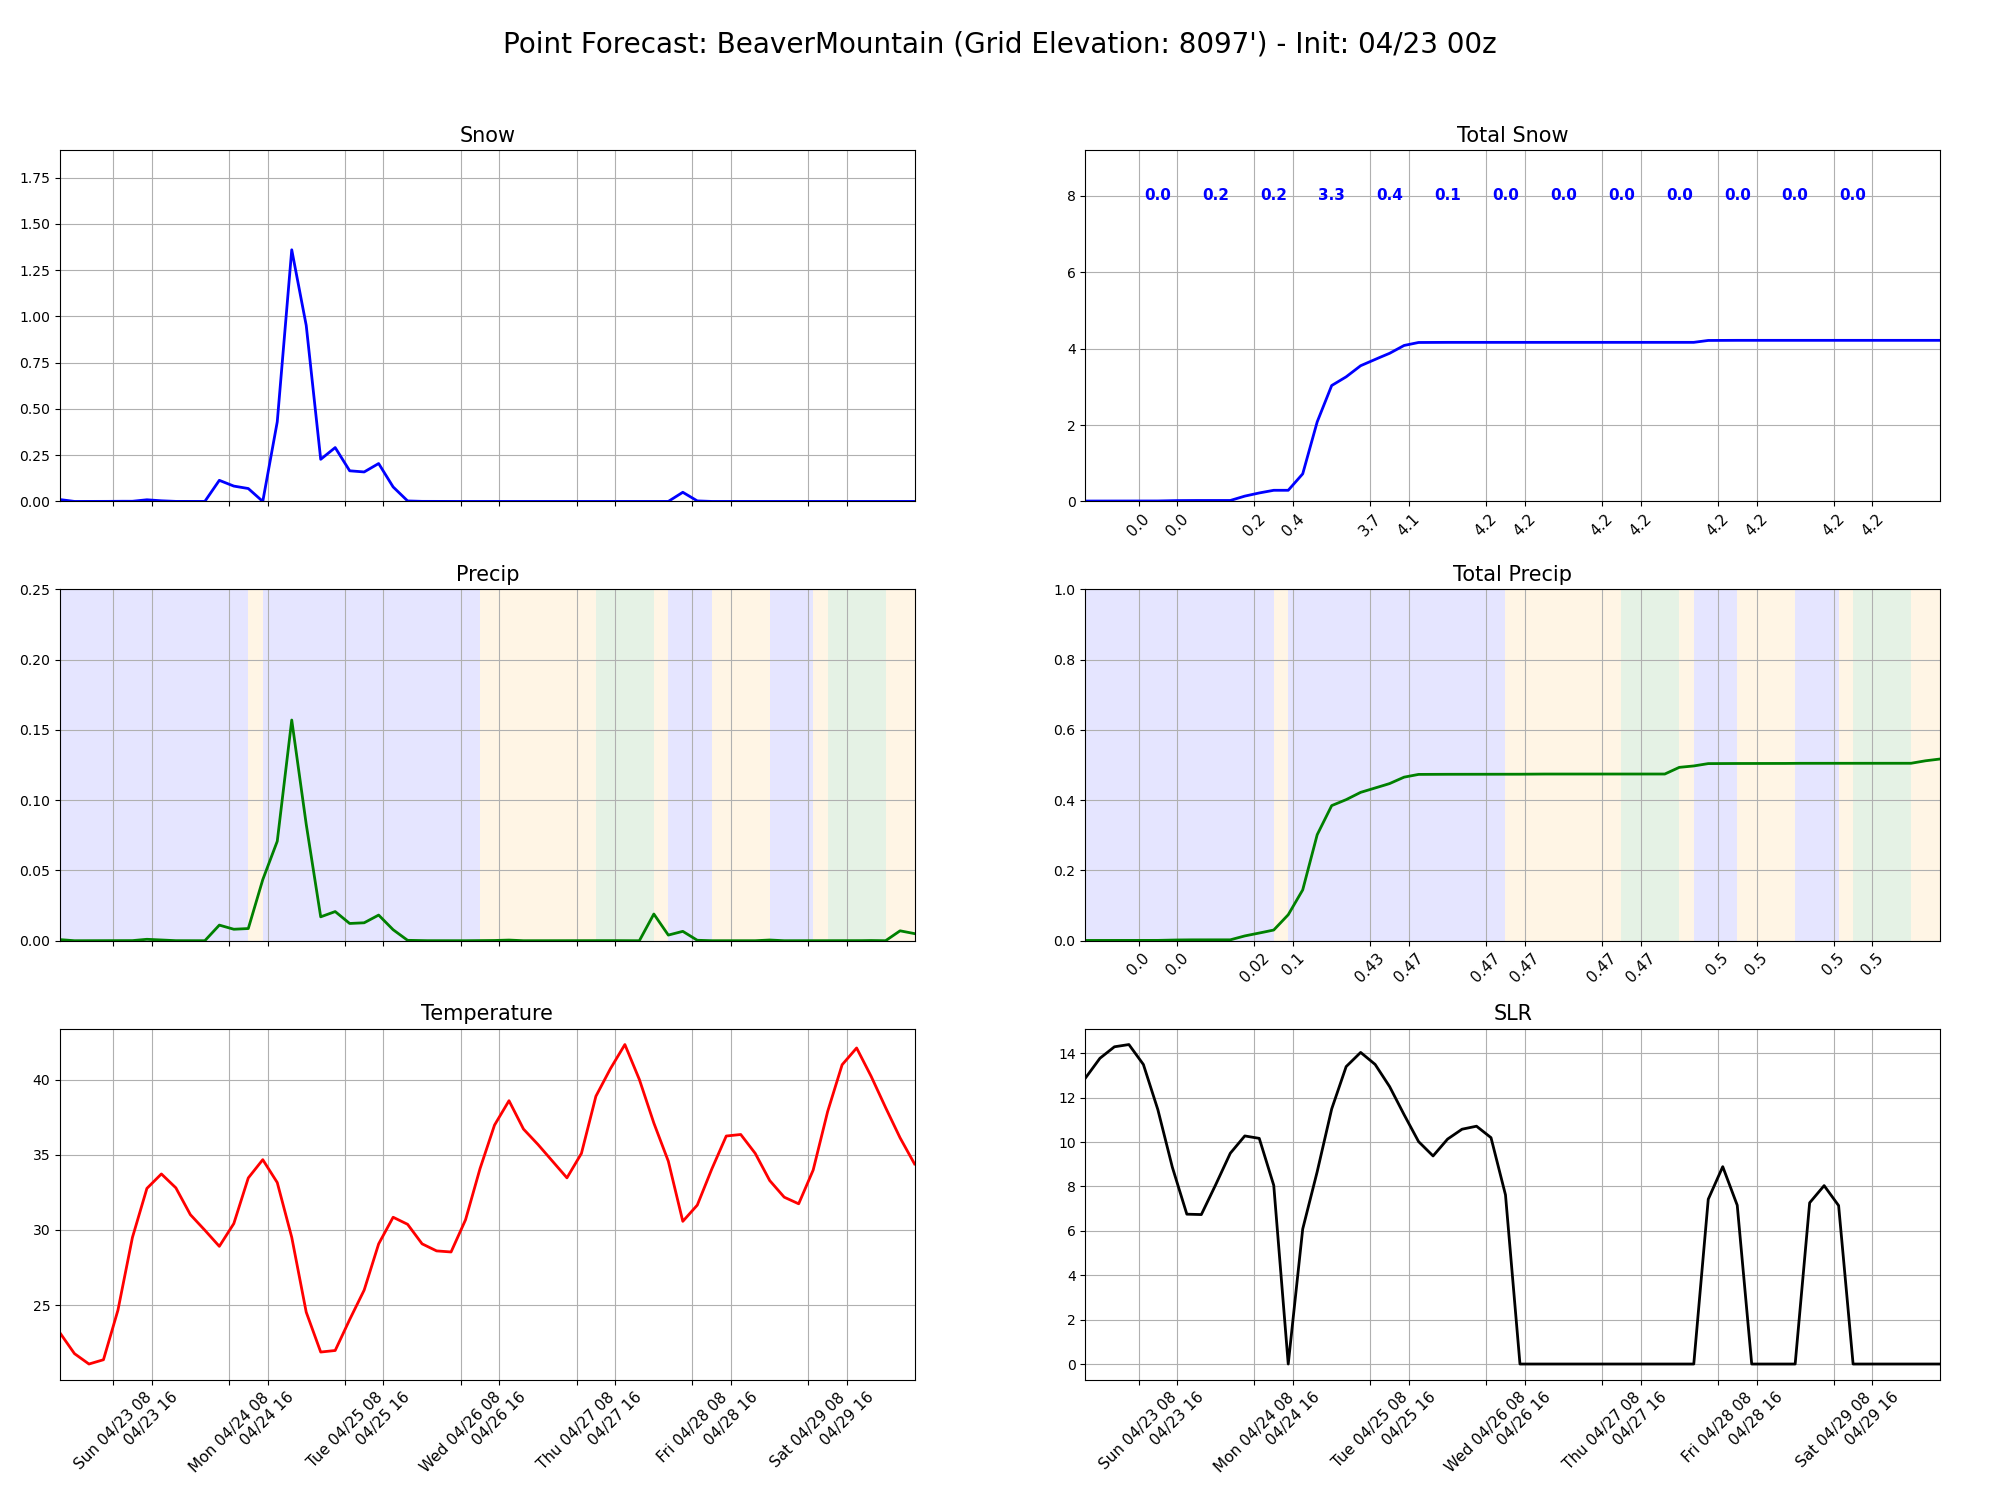 Point Forecast: BeaverMountain (Grid Elevation: 8097') - Init: 04/23 00z
Snow
1.75
1.50
1.25
1.00
0.75
0.50
0.25
0.00
Total Snow
0.0 0.2 0.2 3.3 0.4 0.1 0.0 0.0 0.0 0.0 0.0 0.0 0.0
8
6
4
2
0
0.0 0.0 0.2 0.4 3.7 4.1 4.2 4.2 4.2 4.2 4.2 4.2 4.2 4.2
Precip
0.25
0.20
0.15
0.10
0.05
0.00
Total Precip
1.0
0.8
0.6
0.4
0.2
0.0
0.0 0.0 0.02 0.1 0.43 0.47 0.47 0.47 0.47 0.47 0.5 0.5 0.5 0.5
Temperature
40
35
30
25
Sun 04/23 08
04/23 16
Mon 04/24 08
04/24 16
Tue 04/25 08
04/25 16
Wed 04/26 08
04/26 16
Thu 04/27 08
04/27 16
Fri 04/28 08
04/28 16
Sat 04/29 08
04/29 16
SLR
14
12
10
8
6
4
2
0
Sun 04/23 08
04/23 16
Mon 04/24 08
04/24 16
Tue 04/25 08
04/25 16
Wed 04/26 08
04/26 16
Thu 04/27 08
04/27 16
Fri 04/28 08
04/28 16
Sat 04/29 08
04/29 16